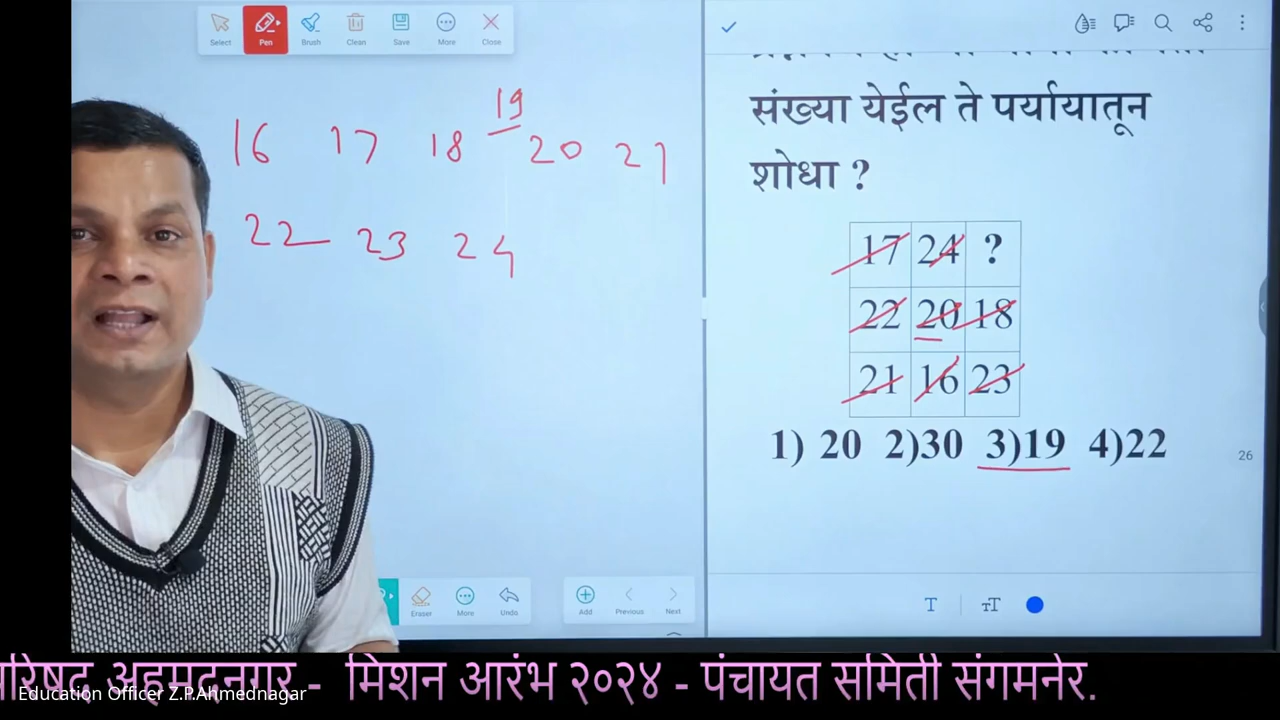 Select Pen Brush Clean Save More Close
19
16 17 18 20 21
22 23 24
संख्या येईल ते पर्यायातून
शोधा ?
17 24 ?
22 20 18
21 16 23
1) 20 2)30 3)19 4)22
26
Eraser More Undo Add Previous Next
T тT
परिषद अहमदनगर - मिशन आरंभ २०२४ - पंचायत समिती संगमनेर.
Education Officer Z.P.Ahmednagar